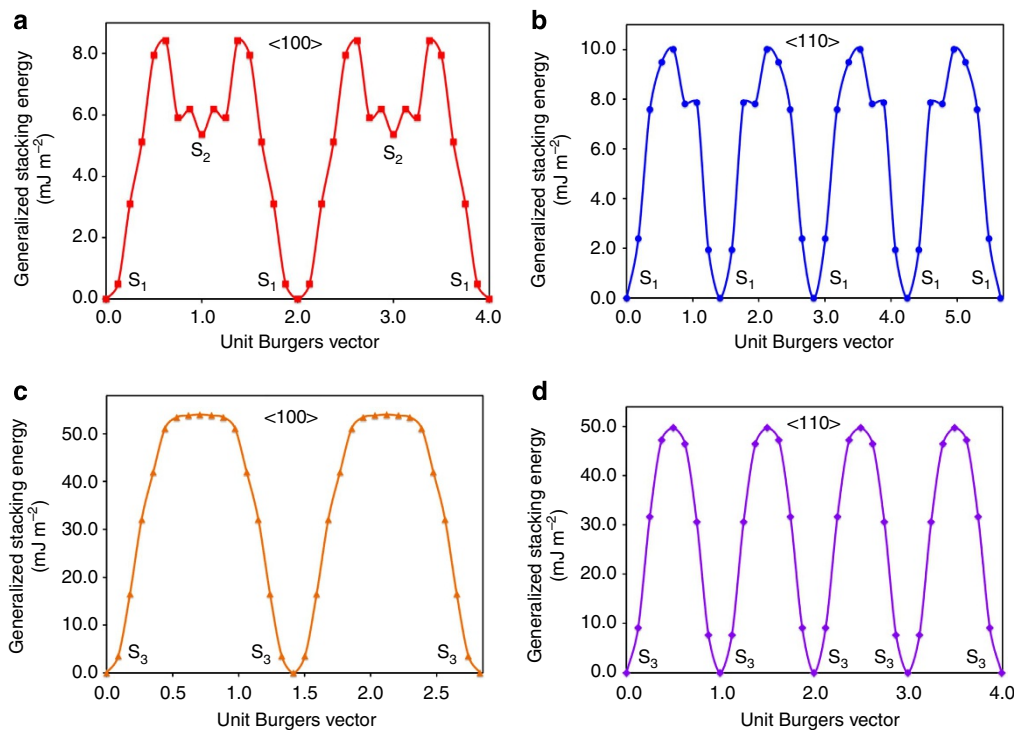 a
<100>
Generalized stacking energy
(mJ m⁻²)
8.0
6.0
4.0
2.0
0.0
S₂
S₂
S₁
S₁
S₁
0.0 1.0 2.0 3.0 4.0
Unit Burgers vector
b
<110>
Generalized stacking energy
(mJ m⁻²)
10.0
8.0
6.0
4.0
2.0
0.0
S₁
S₁
S₁
S₁
S₁
0.0 1.0 2.0 3.0 4.0 5.0
Unit Burgers vector
c
<100>
Generalized stacking energy
(mJ m⁻²)
50.0
40.0
30.0
20.0
10.0
0.0
S₃
S₃
S₃
0.0 0.5 1.0 1.5 2.0 2.5
Unit Burgers vector
d
<110>
Generalized stacking energy
(mJ m⁻²)
50.0
40.0
30.0
20.0
10.0
0.0
S₃
S₃
S₃
S₃
S₃
0.0 1.0 2.0 3.0 4.0
Unit Burgers vector